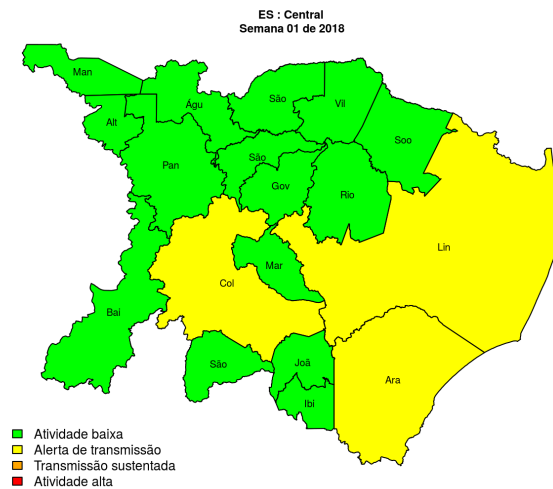 ES : Central
Semana 01 de 2018
Man
São
Vil
Águ
Alt
Soo
São
Pan
Gov
Rio
Lin
Mar
Col
Bai
São
Joã
Ara
Ibi
Atividade baixa
Alerta de transmissão
Transmissão sustentada
Atividade alta